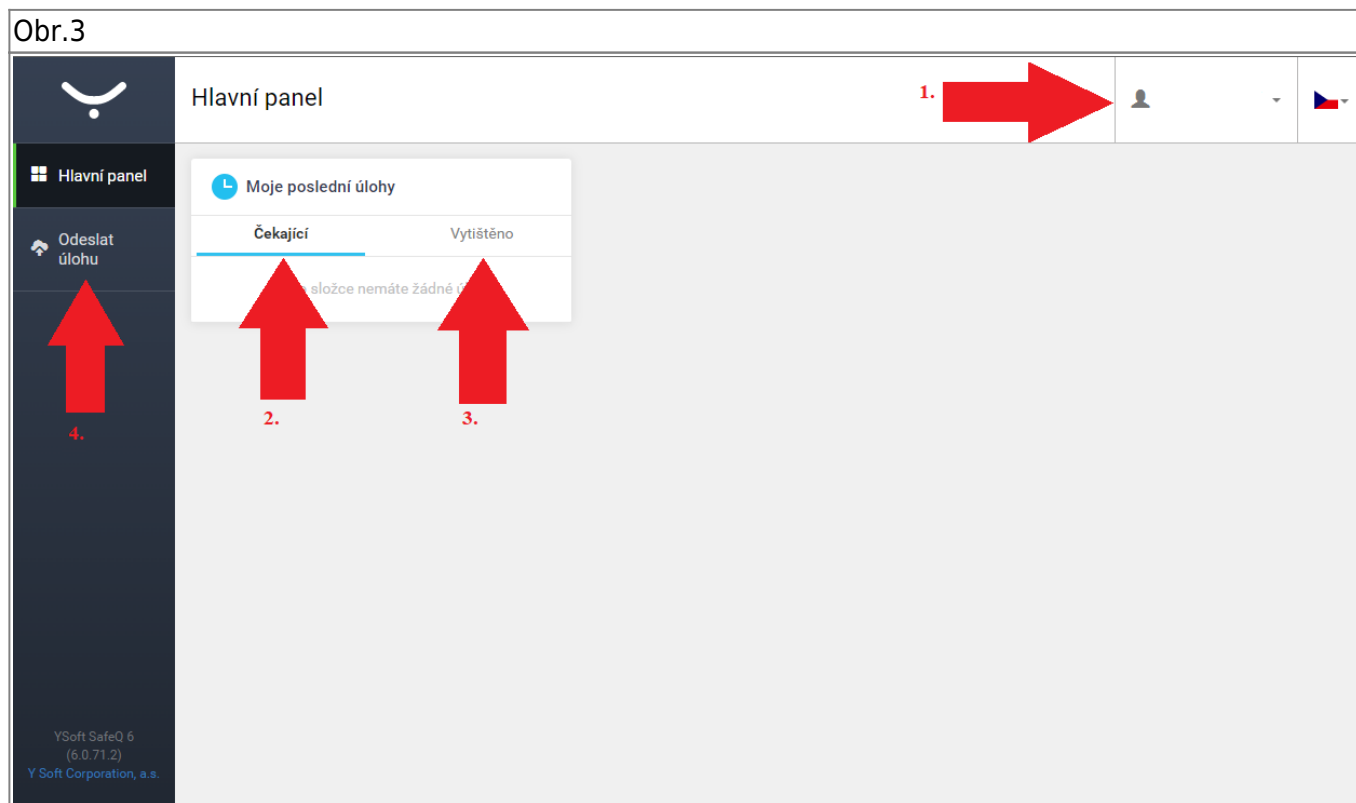 Obr.3
Hlavní panel
1.
Hlavní panel
Moje poslední úlohy
Čekající
Vytištěno
Odeslat
úlohu
složce nemáte žádné
2.
3.
4.
YSoft SafeQ 6
(6.0.71.2)
Y Soft Corporation, a.s.